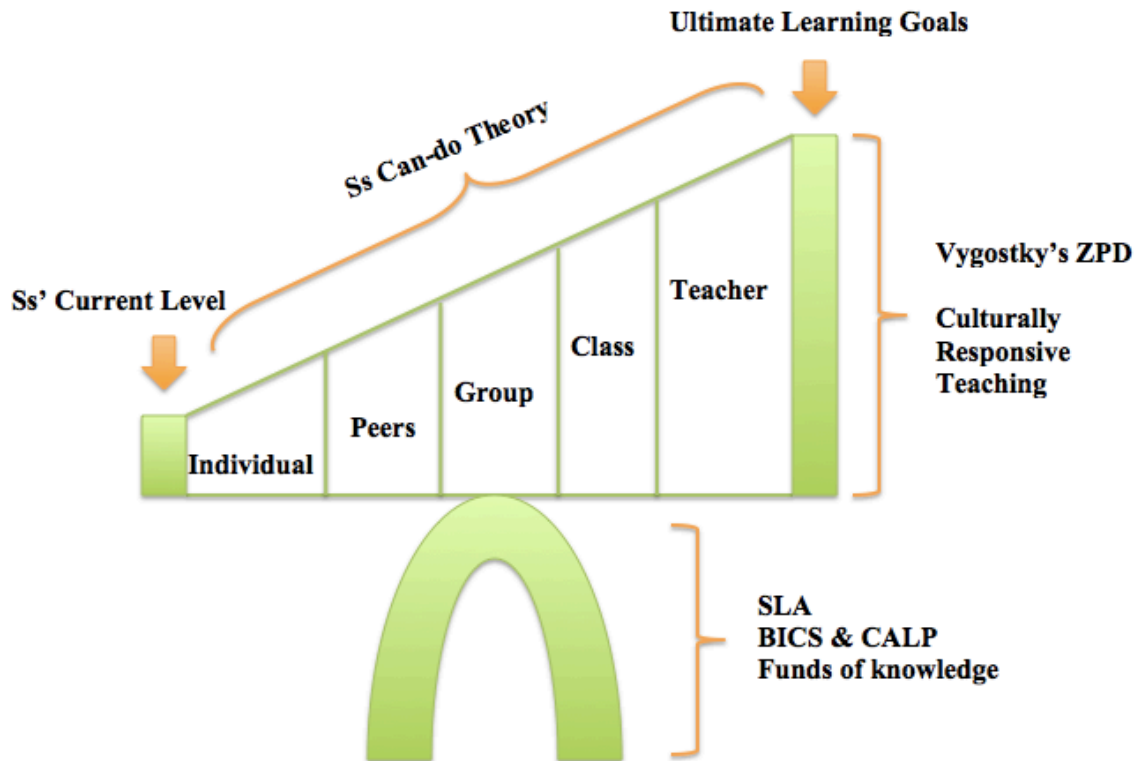 Ultimate Learning Goals
Ss Can-do Theory
Ss' Current Level
Individual
Peers
Group
Class
Teacher
Vygostky's ZPD
Culturally
Responsive
Teaching
SLA
BICS & CALP
Funds of knowledge